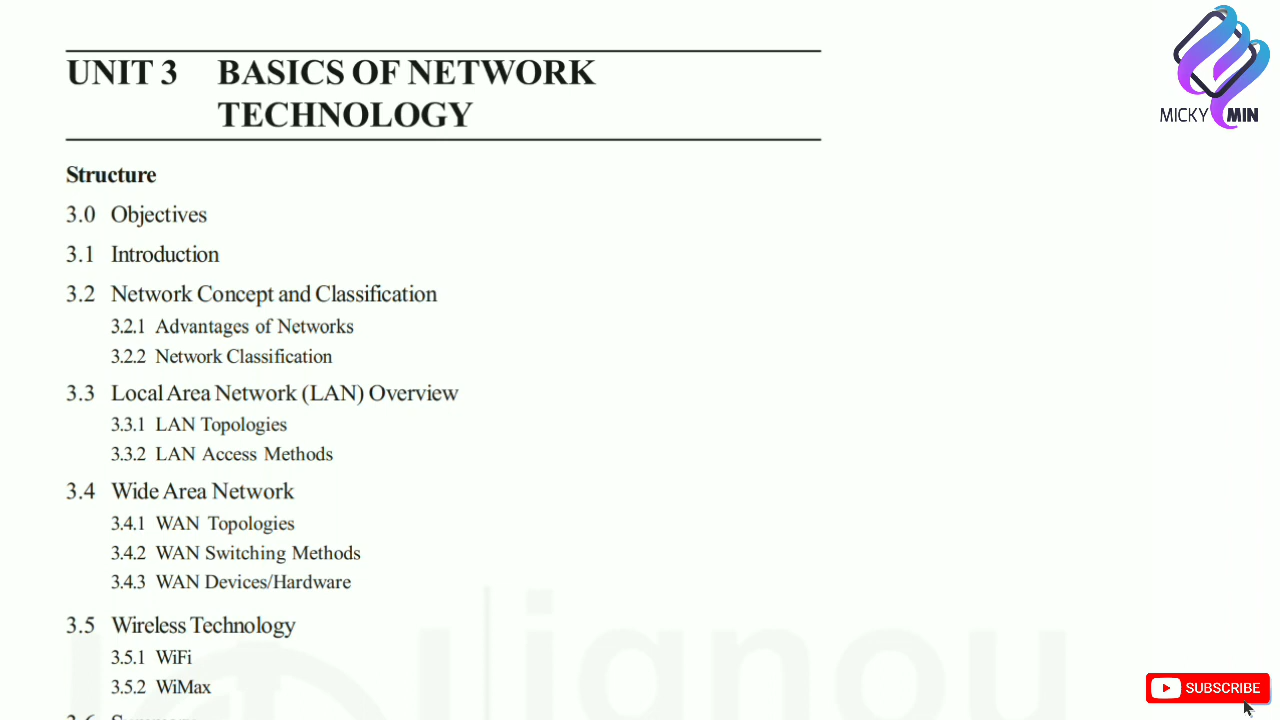 UNIT 3 BASICS OF NETWORK
TECHNOLOGY
MICKY MIN
Structure
3.0 Objectives
3.1 Introduction
3.2 Network Concept and Classification
3.2.1 Advantages of Networks
3.2.2 Network Classification
3.3 Local Area Network (LAN) Overview
3.3.1 LAN Topologies
3.3.2 LAN Access Methods
3.4 Wide Area Network
3.4.1 WAN Topologies
3.4.2 WAN Switching Methods
3.4.3 WAN Devices/Hardware
3.5 Wireless Technology
3.5.1 WiFi
3.5.2 WiMax
3.6 Summary
ignou
SUBSCRIBE